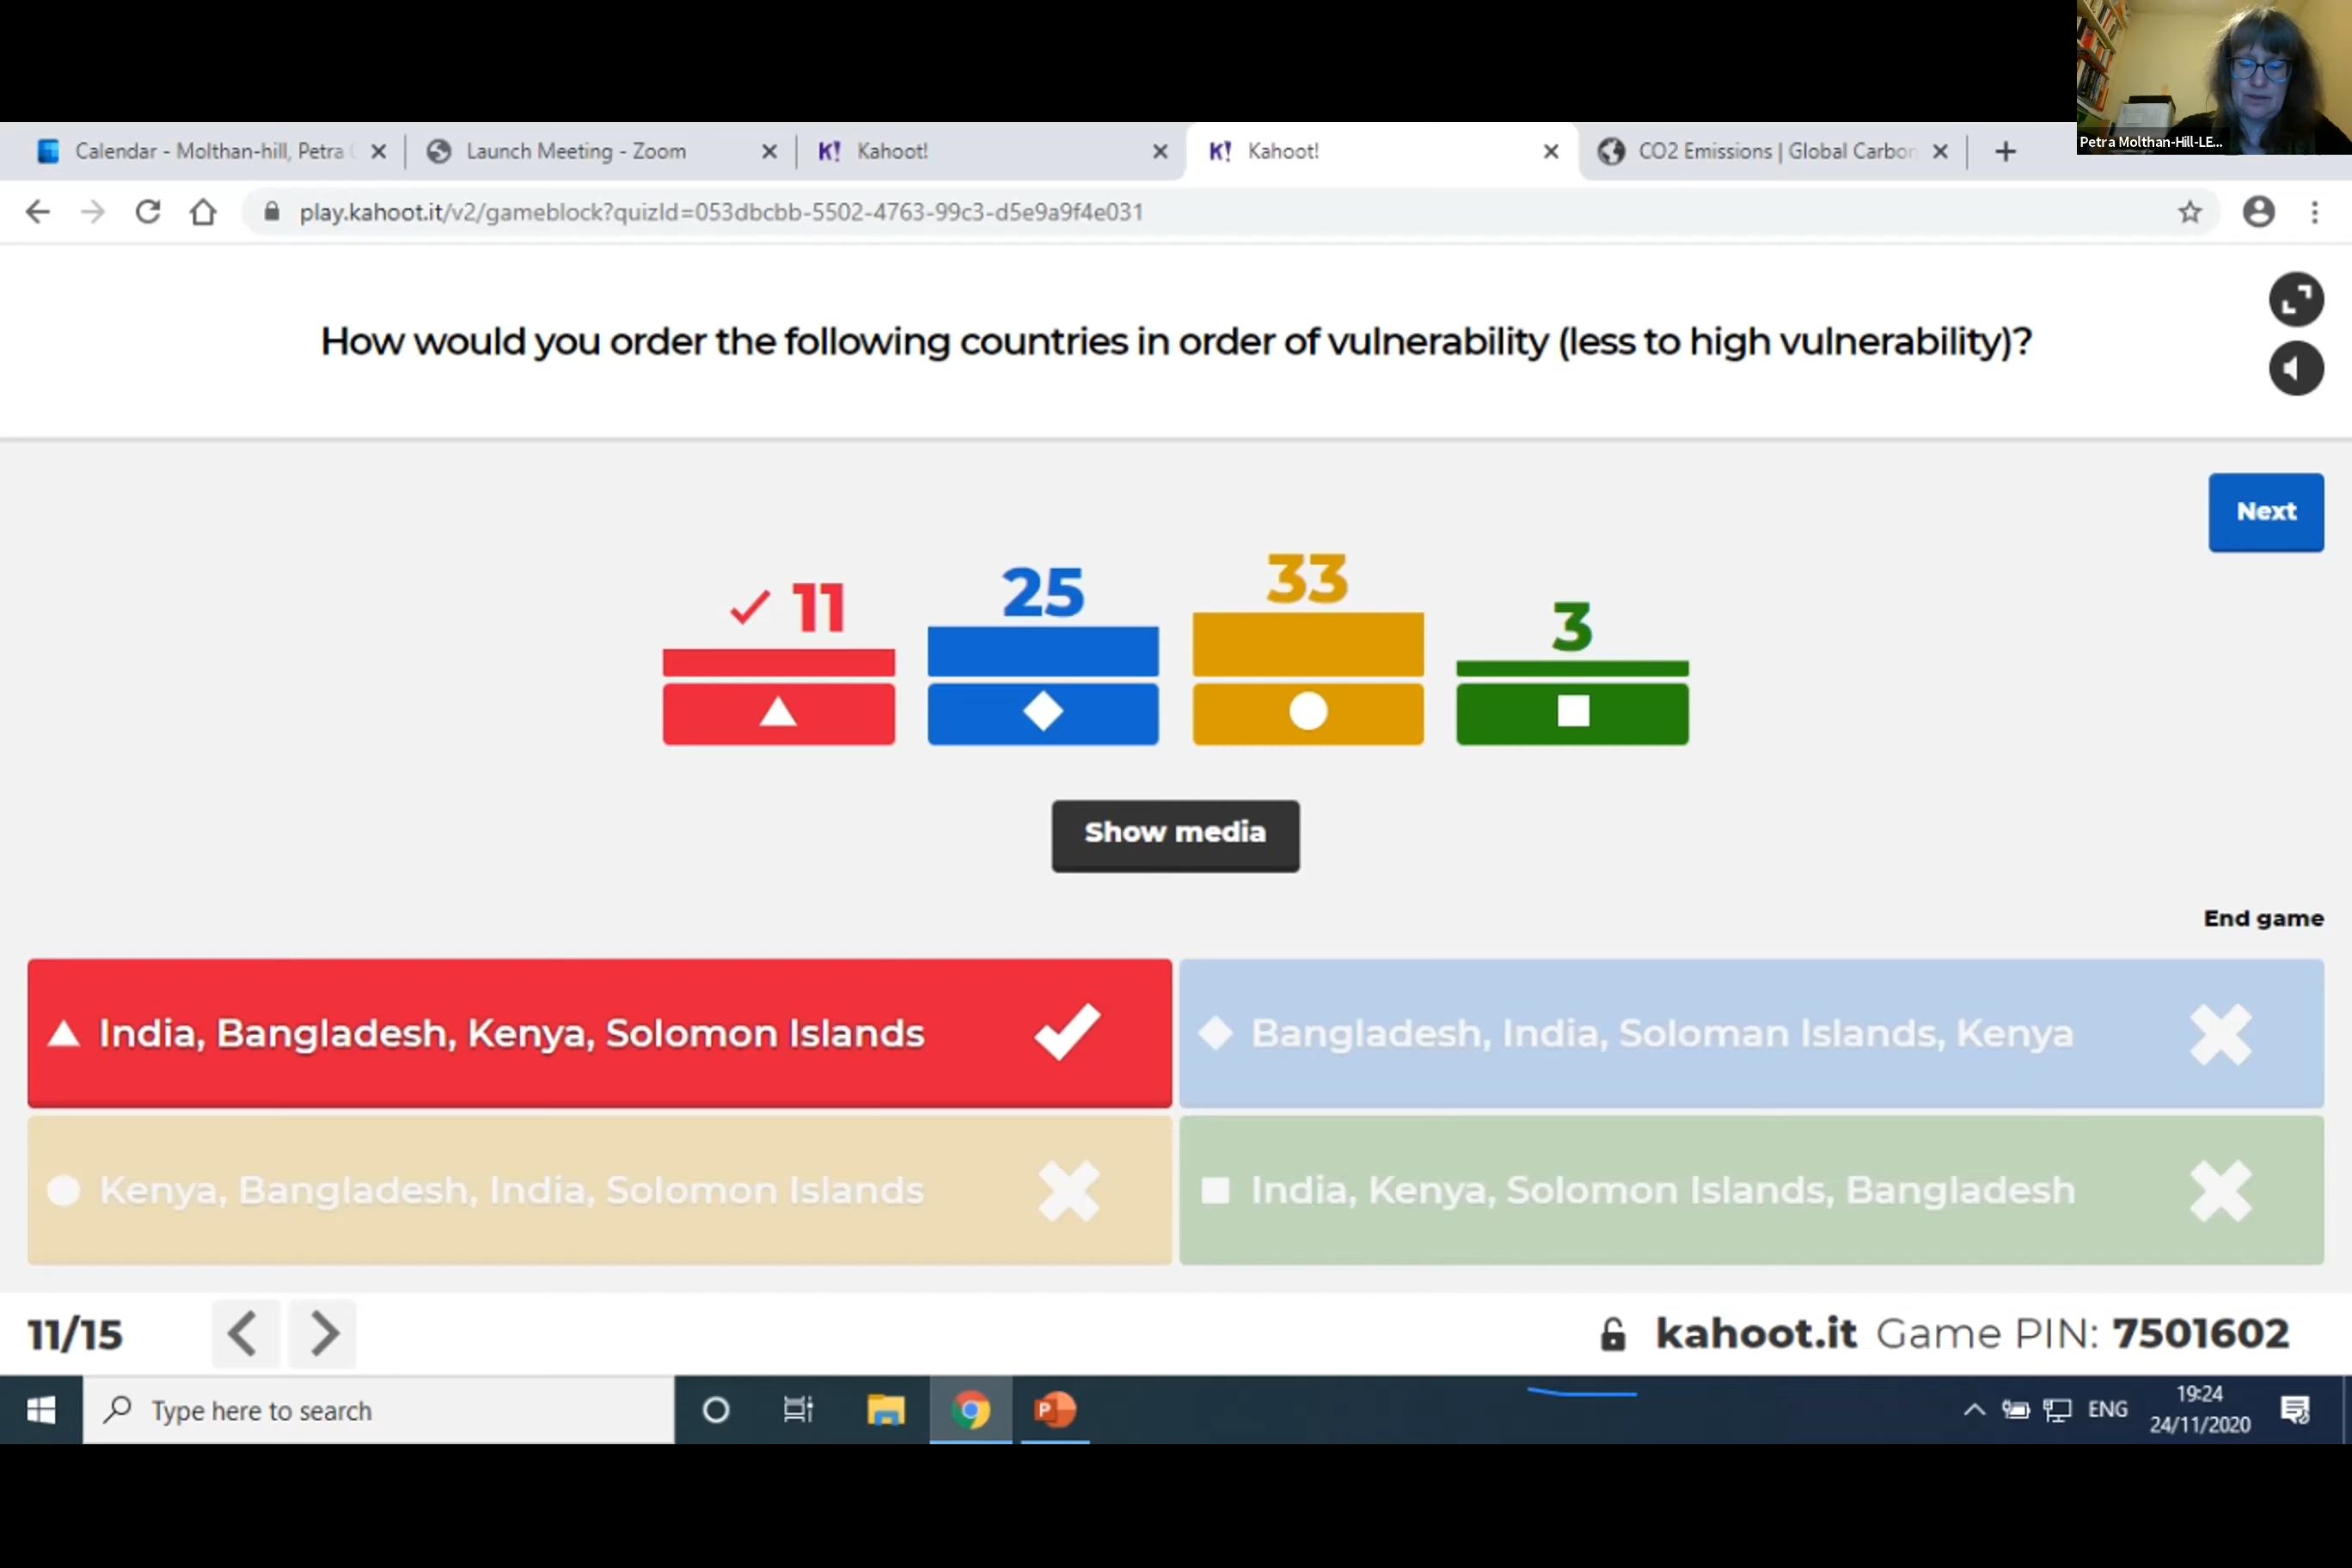 Petra Molthan-Hill-LE...
Calendar - Molthan-hill, Petra
Launch Meeting - Zoom
K! Kahoot!
K! Kahoot!
CO2 Emissions | Global Carbon
play.kahoot.it/v2/gameblock?quizId=053dbcbb-5502-4763-99c3-d5e9a9f4e031
How would you order the following countries in order of vulnerability (less to high vulnerability)?
Next
11
25
33
3
Show media
End game
India, Bangladesh, Kenya, Solomon Islands
Bangladesh, India, Soloman Islands, Kenya
Kenya, Bangladesh, India, Solomon Islands
India, Kenya, Solomon Islands, Bangladesh
11/15
kahoot.it Game PIN: 7501602
Type here to search
ENG
19:24
24/11/2020